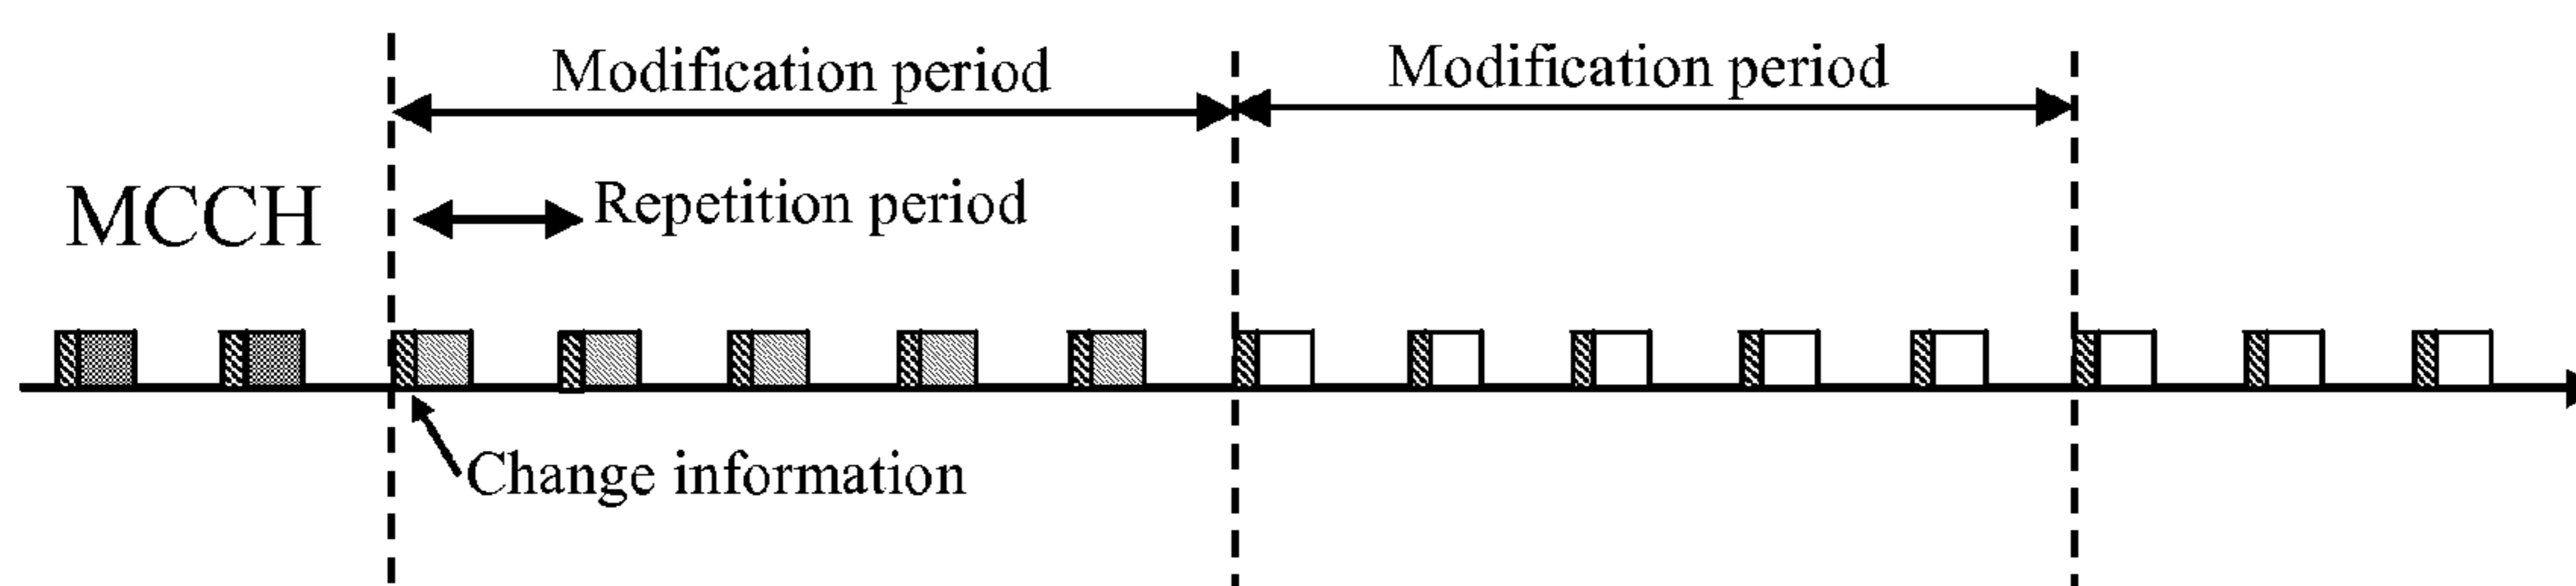 Modification period
Modification period
MCCH
Repetition period
Change information